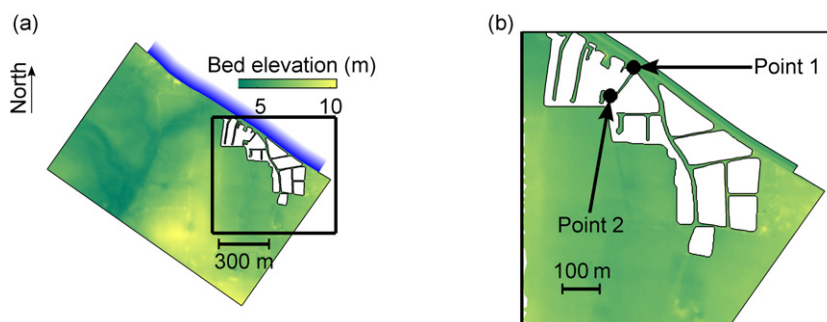 (a)
North
Bed elevation (m)
5
10
300 m
(b)
Point 1
Point 2
100 m